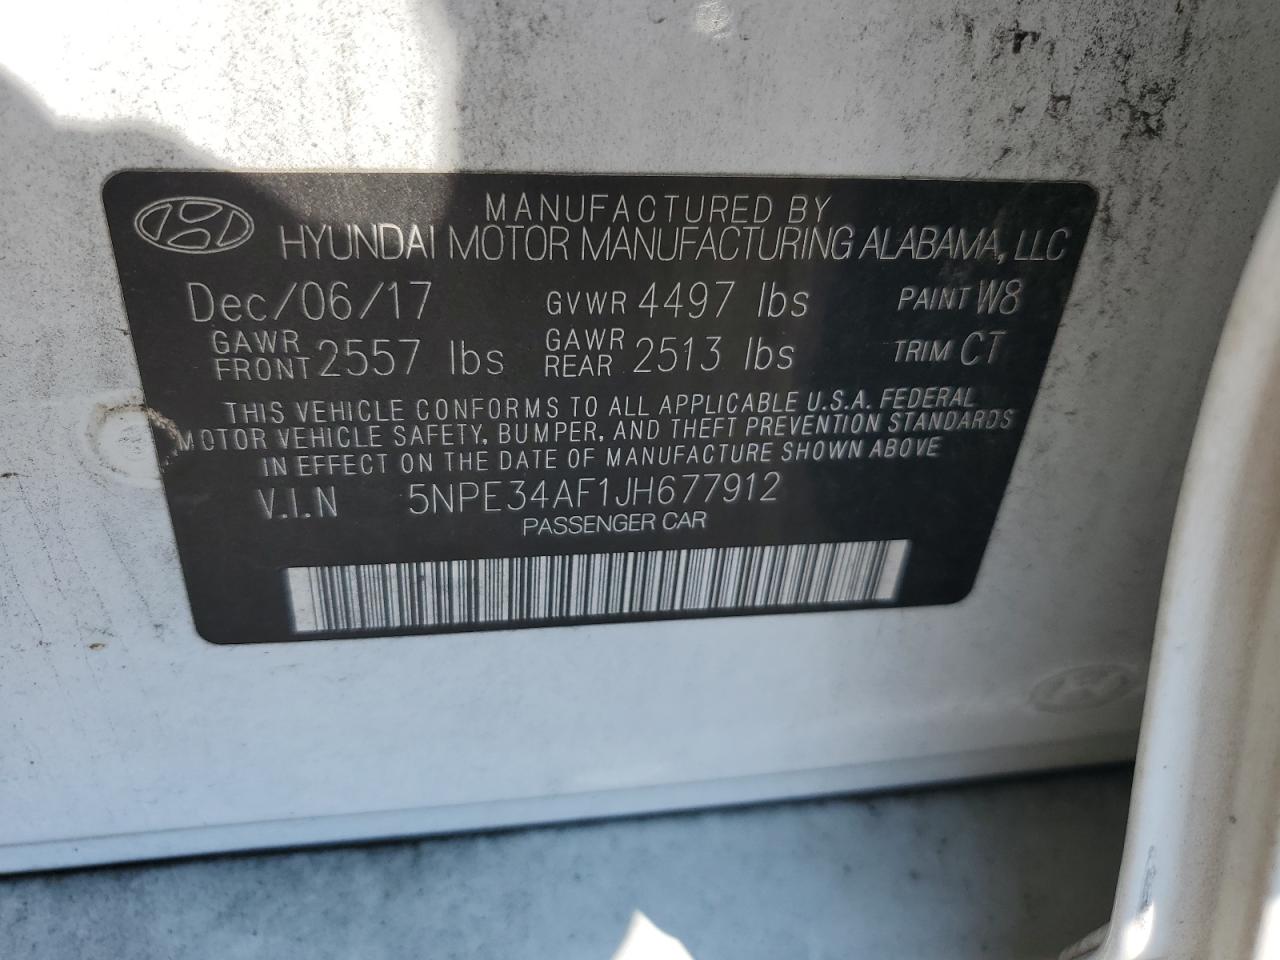 MANUFACTURED BY
HYUNDAI MOTOR MANUFACTURING ALABAMA, LLC
Dec/06/17 GVWR 4497 lbs PAINT W8
GAWR FRONT 2557 lbs GAWR REAR 2513 lbs TRIM CT
THIS VEHICLE CONFORMS TO ALL APPLICABLE U.S.A. FEDERAL
MOTOR VEHICLE SAFETY, BUMPER, AND THEFT PREVENTION STANDARDS
IN EFFECT ON THE DATE OF MANUFACTURE SHOWN ABOVE
V.I.N 5NPE34AF1JH677912
PASSENGER CAR